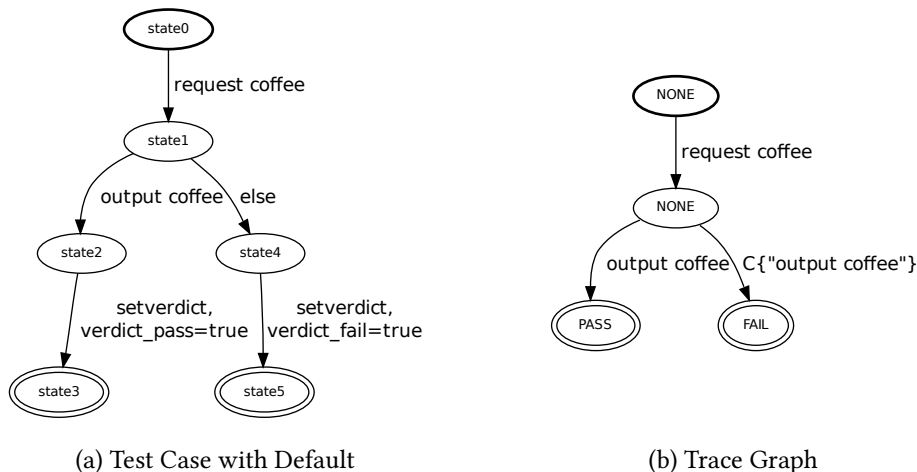 state0
request coffee
state1
output coffee
else
state2
state4
setverdict,
verdict_pass=true
setverdict,
verdict_fail=true
state3
state5
(a) Test Case with Default
NONE
request coffee
NONE
output coffee
C{"output coffee"}
PASS
FAIL
(b) Trace Graph